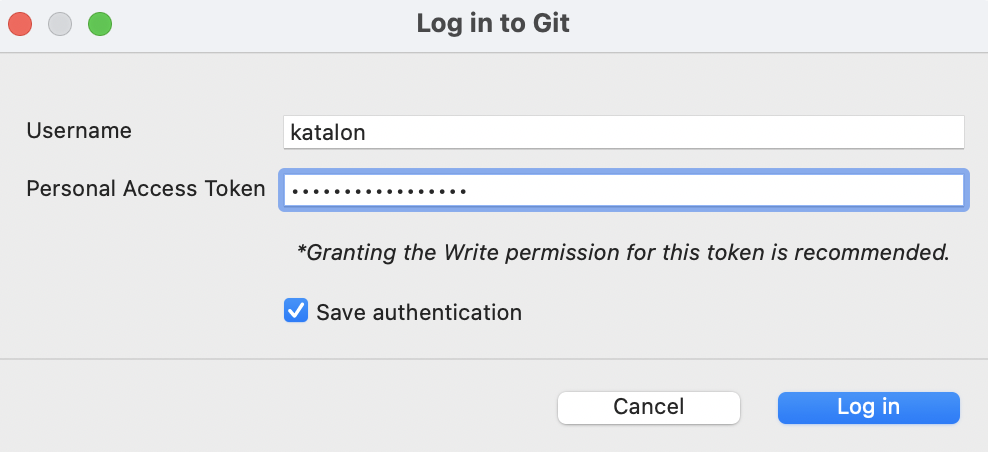 Log in to Git
Username
katalon
Personal Access Token
•••••••••••••••••
*Granting the Write permission for this token is recommended.
Save authentication
Cancel
Log in